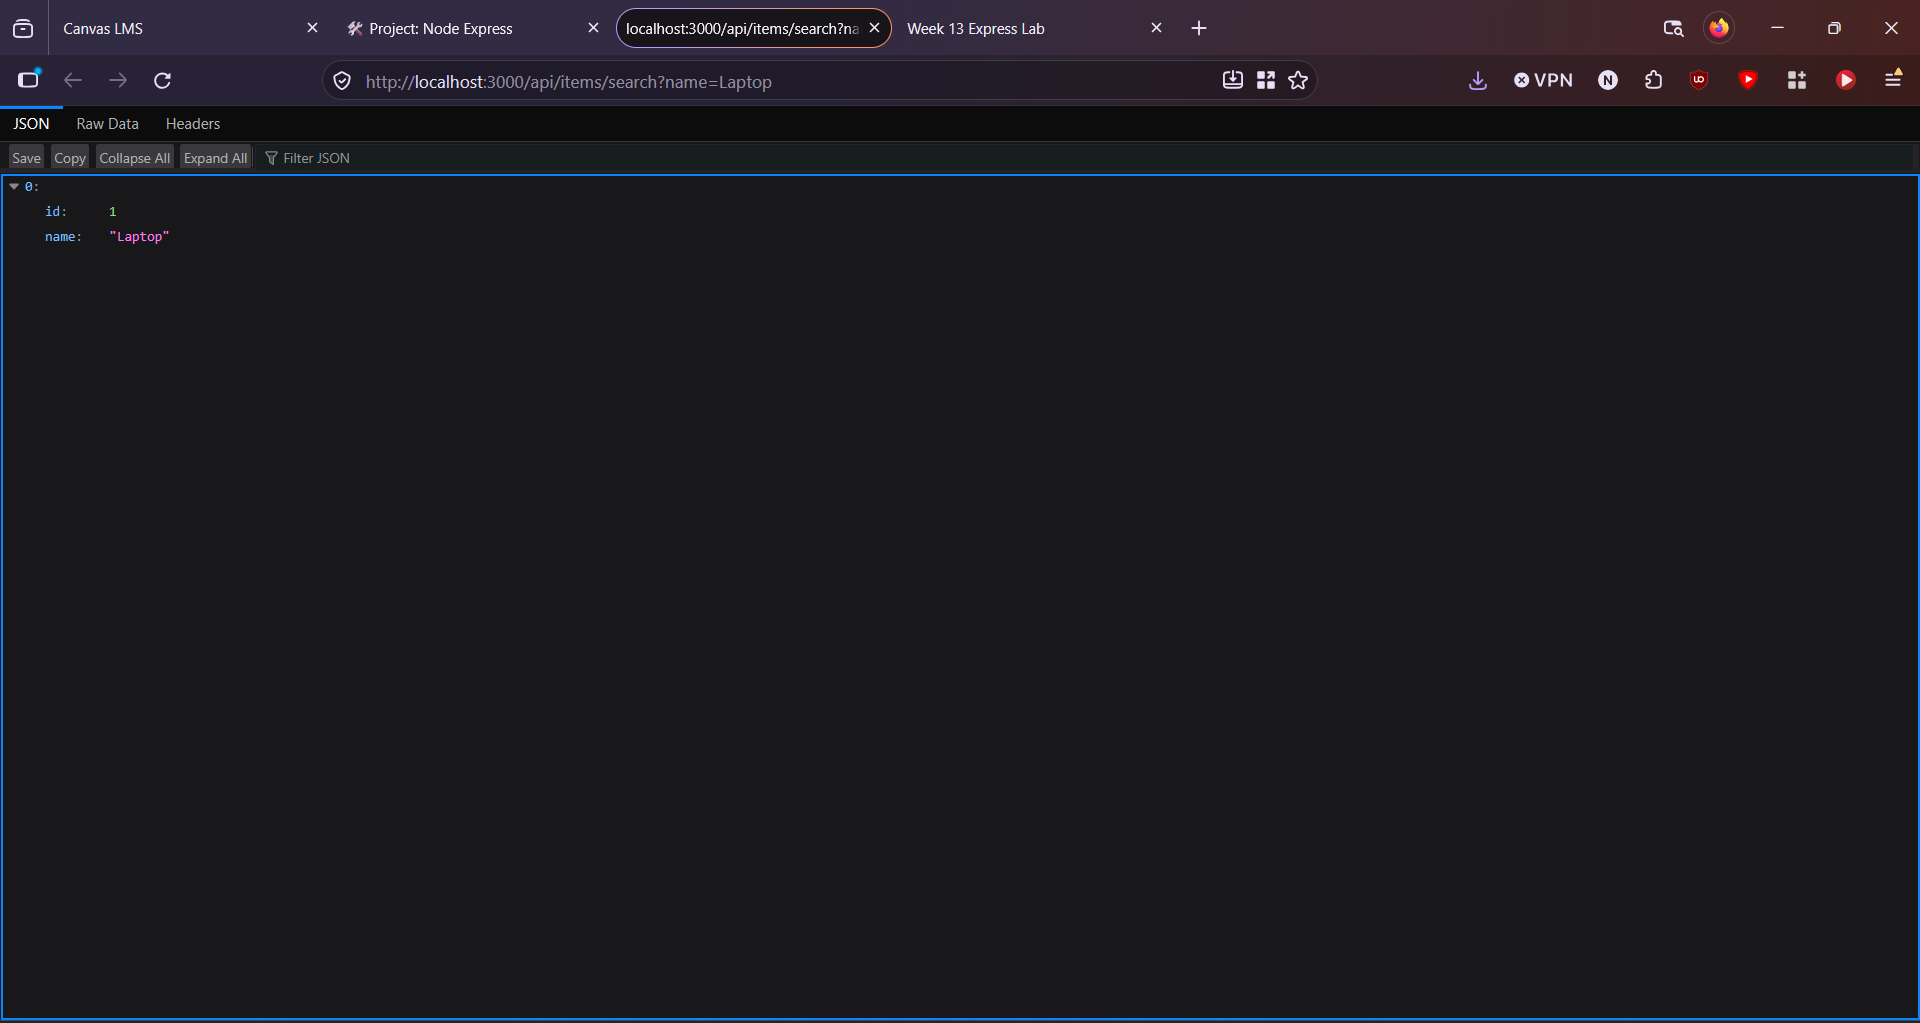 Canvas LMS
🛠 Project: Node Express
localhost:3000/api/items/search?na
Week 13 Express Lab
http://localhost:3000/api/items/search?name=Laptop
VPN
N
JSON Raw Data Headers
Save Copy Collapse All Expand All Filter JSON
0:
id: 1
name: "Laptop"